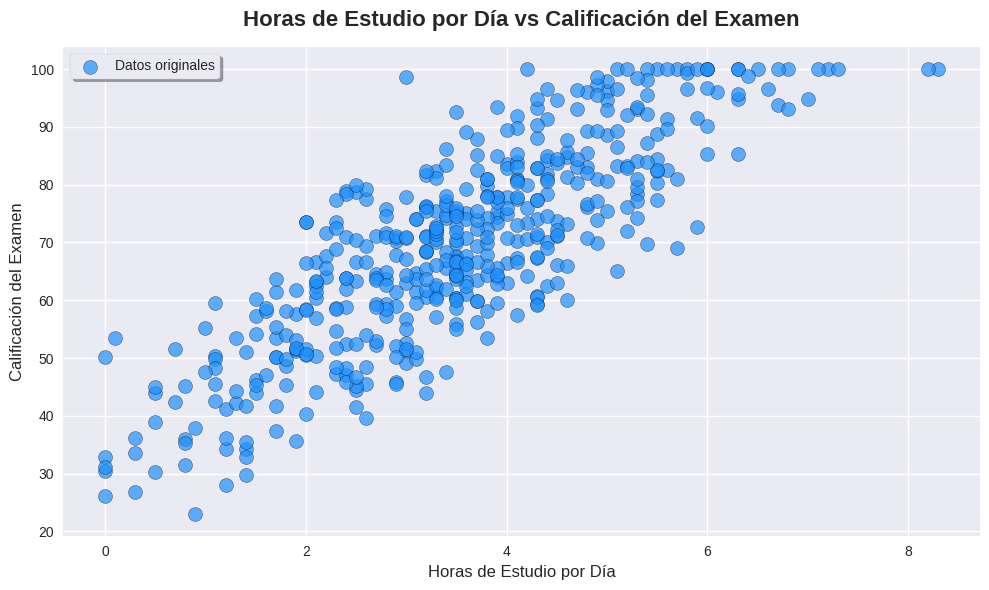 Horas de Estudio por Día vs Calificación del Examen
Datos originales
Calificación del Examen
100
90
80
70
60
50
40
30
20
0 2 4 6 8
Horas de Estudio por Día